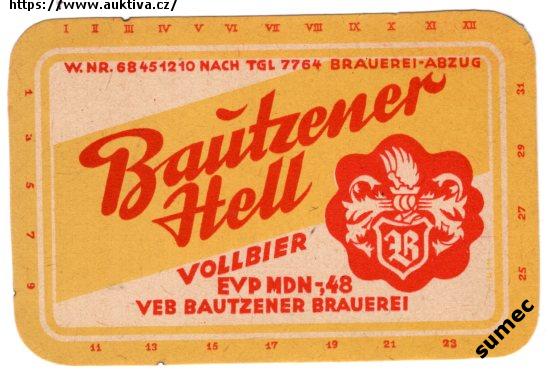 https://www.auktiva.cz/
I II III IV V VI VII VIII IX X XI XII
W. NR. 68451210 NACH TGL 7764 BRAUEREI-ABZUG
Bautzener
Hell
VOLLBIER
EVP MDN -,48
VEB BAUTZENER BRAUEREI
B
1 3 5 7 9
11 13 15 17 19 21 23
25 27 29 31
sumec